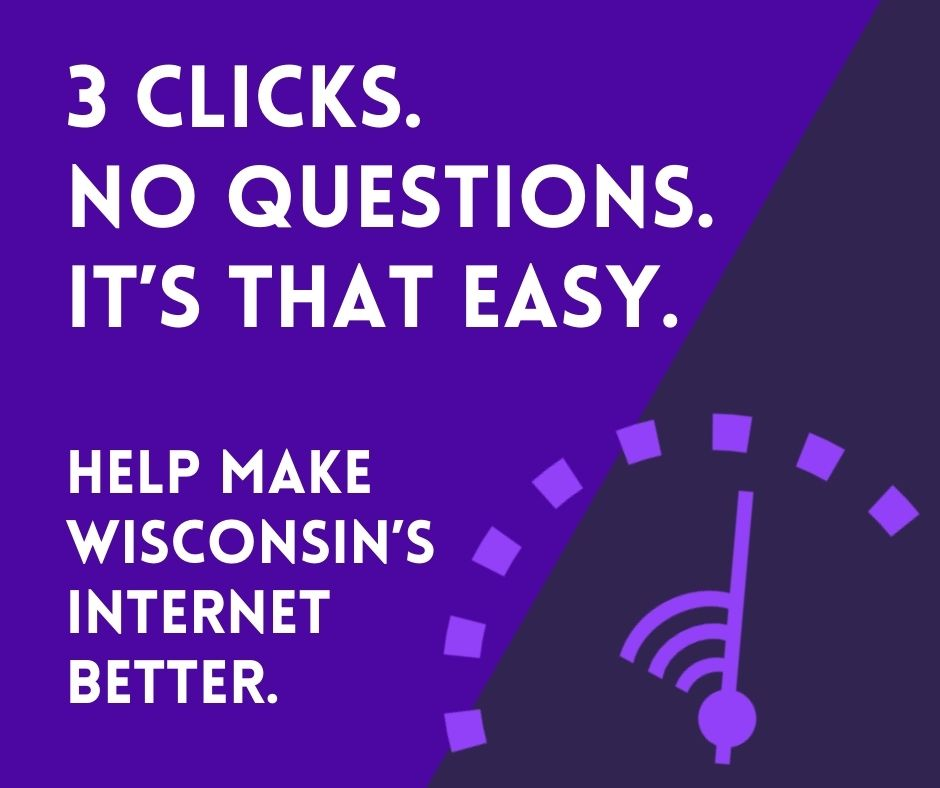 3 CLICKS.
NO QUESTIONS.
IT'S THAT EASY.
HELP MAKE
WISCONSIN'S
INTERNET
BETTER.